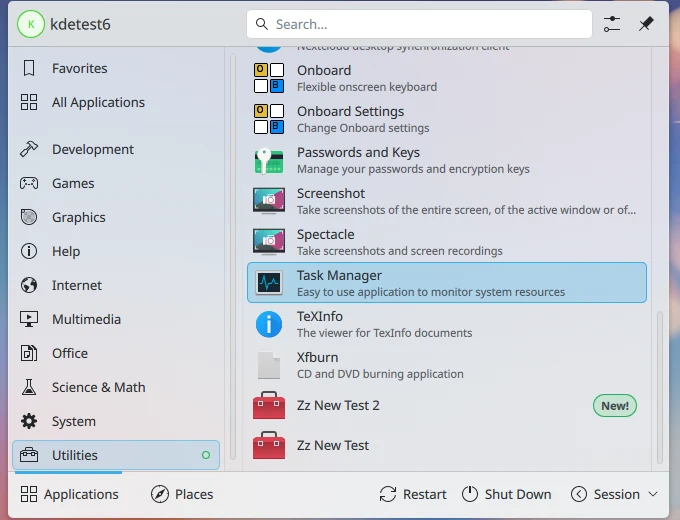 K
kdetest6
Search...
Favorites
All Applications
Development
Games
Graphics
Help
Internet
Multimedia
Office
Science & Math
System
Utilities
Nextcloud desktop synchronization client
O
B
Onboard
Flexible onscreen keyboard
O
B
Onboard Settings
Change Onboard settings
Passwords and Keys
Manage your passwords and encryption keys
Screenshot
Take screenshots of the entire screen, of the active window or of...
Spectacle
Take screenshots and screen recordings
Task Manager
Easy to use application to monitor system resources
TeXInfo
The viewer for TexInfo documents
Xfburn
CD and DVD burning application
Zz New Test 2
New!
Zz New Test
Applications
Places
Restart
Shut Down
Session